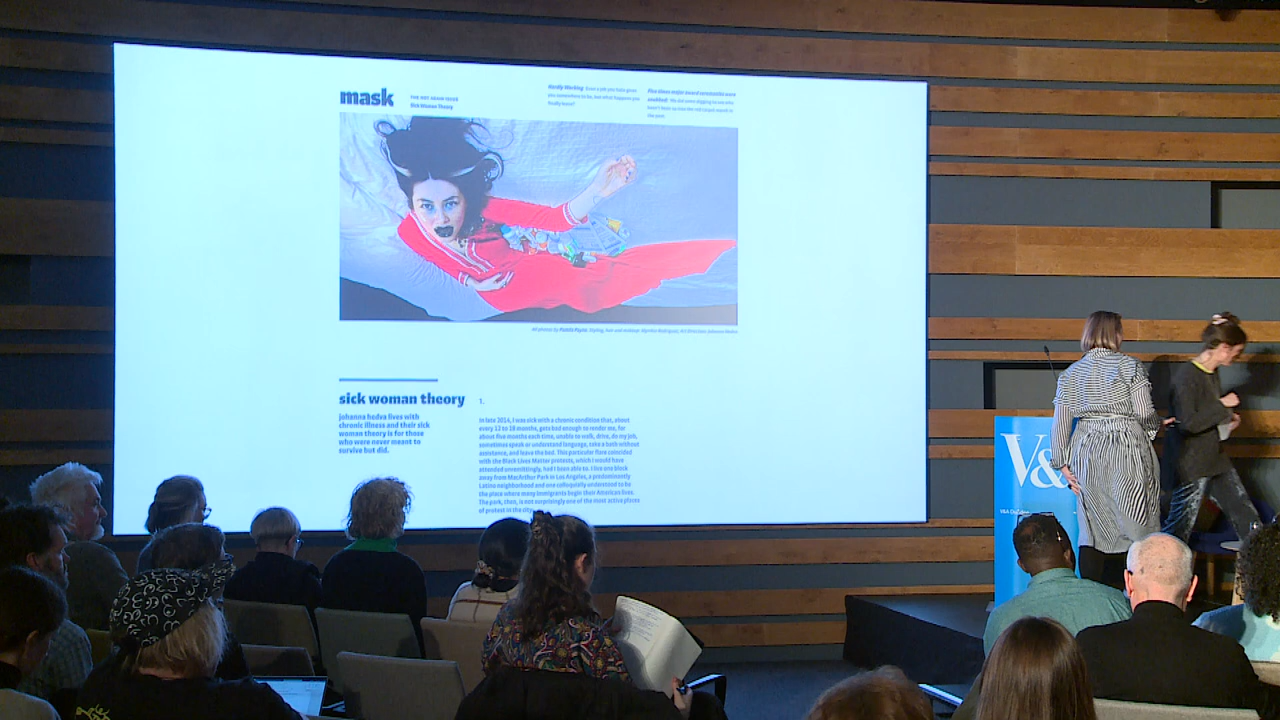 mask
THE NOT AGAIN ISSUE
Sick Woman Theory
sick woman theory
johanna hedva lives with
chronic illness and their sick
woman theory is for those
who were never meant to
survive but did.
1.
In late 2014, I was sick with a chronic condition that, about
every 12 to 18 months, gets bad enough to render me, for
about five months each time, unable to walk, drive, do my job,
sometimes speak or understand language, take a bath without
assistance, and leave the bed. This particular flare coincided
with the Black Lives Matter protests, which I would have
attended unremittingly, had I been able to. I live one block
away from MacArthur Park in Los Angeles, a predominantly
Latino neighborhood and one colloquially understood to be
the place where many immigrants begin their American lives.
The park, then, is not surprisingly one of the most active places
of protest in the city.
V&